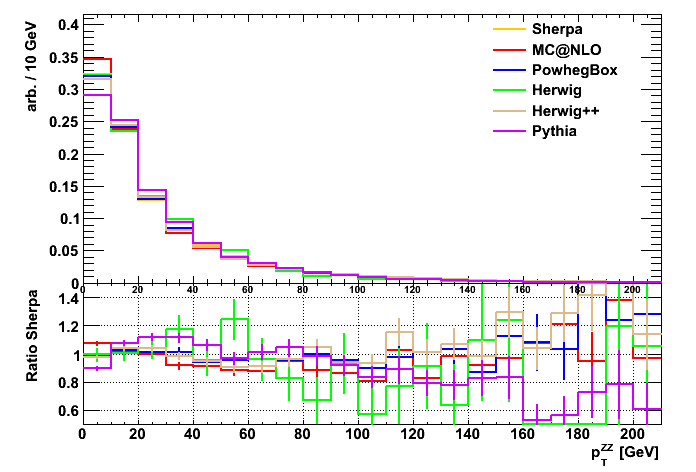 arb. / 10 GeV
0.4
0.35
0.3
0.25
0.2
0.15
0.1
0.05
0
Sherpa
MC@NLO
PowhegBox
Herwig
Herwig++
Pythia
0 20 40 60 80 100 120 140 160 180 200
Ratio Sherpa
1.4
1.2
1
0.8
0.6
0 20 40 60 80 100 120 140 160 180 200
p_T^ZZ [GeV]